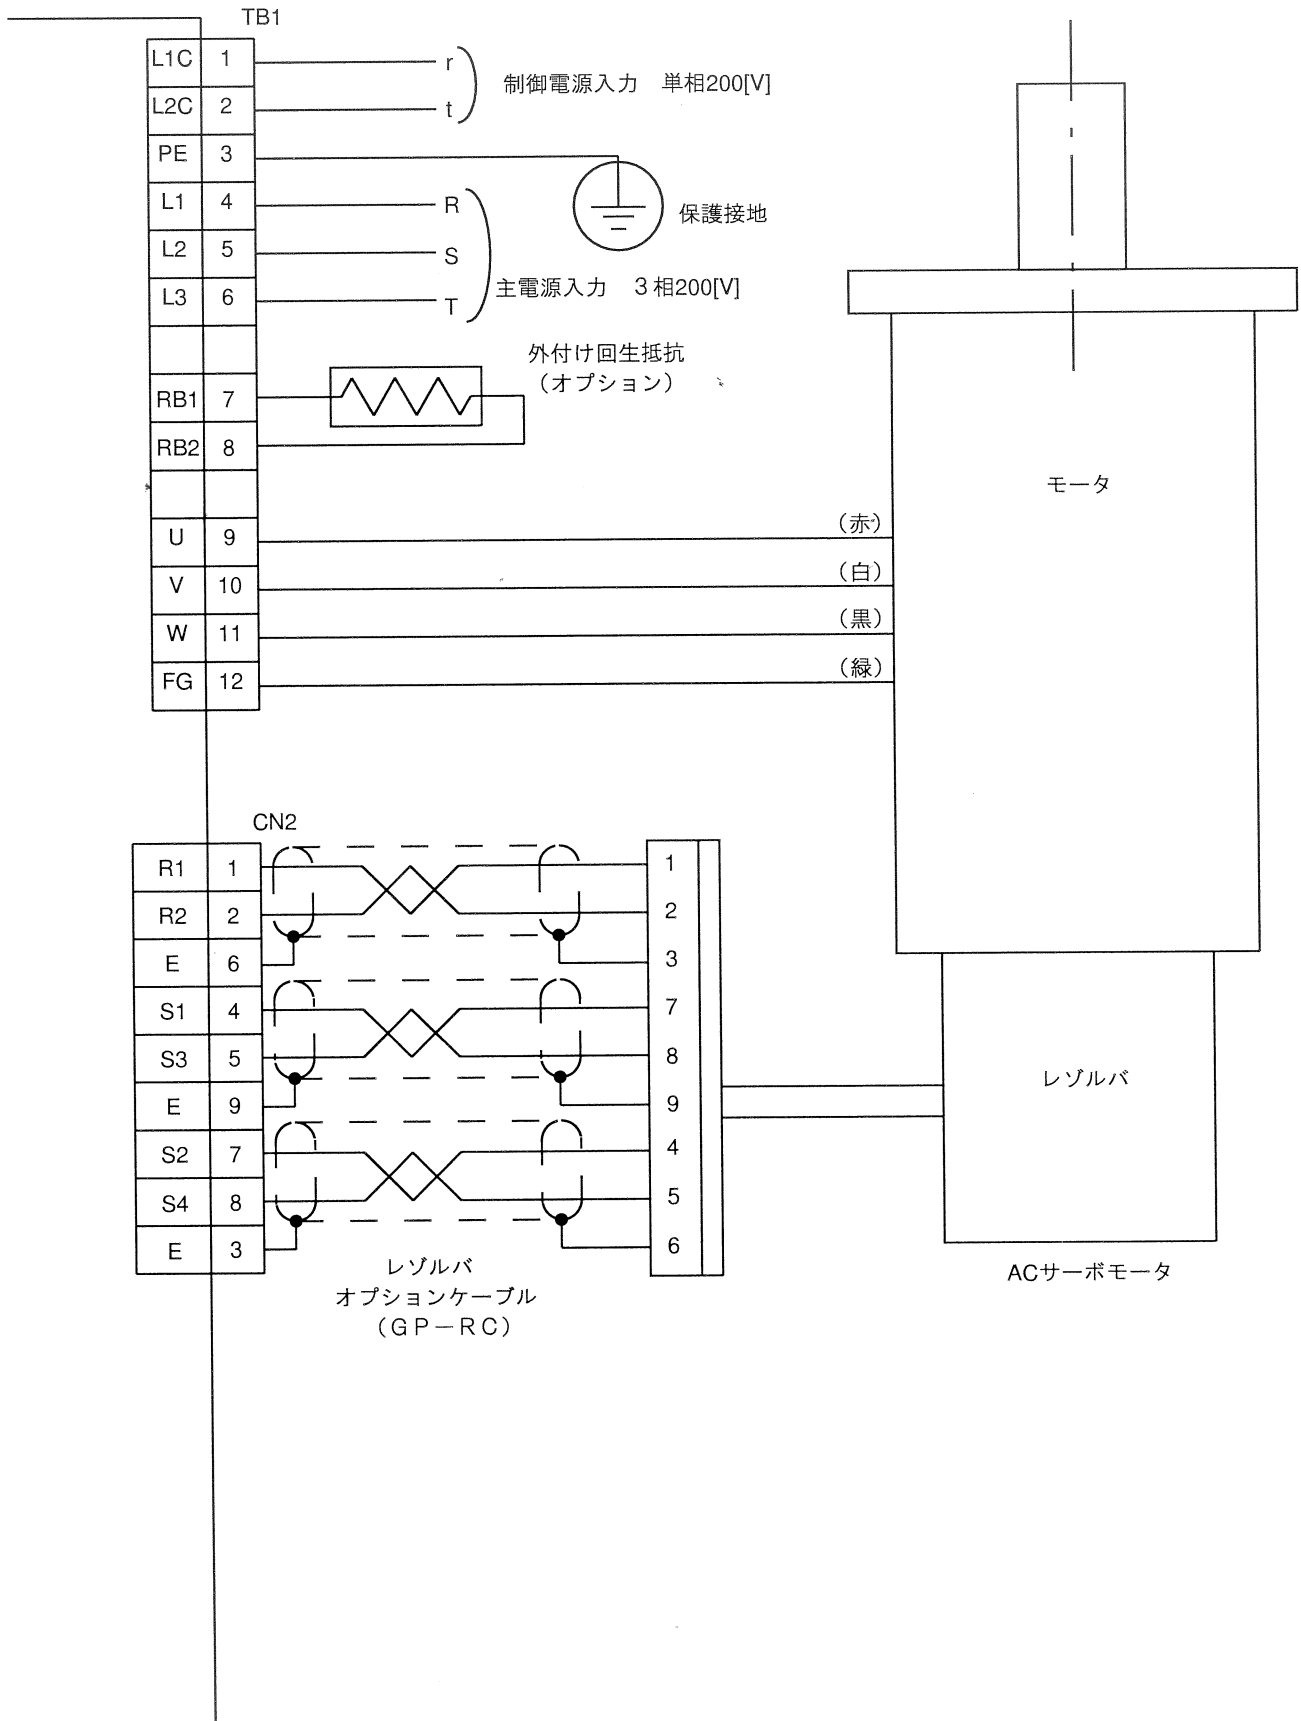 TB1
L1C 1 r
制御電源入力 単相200[V]
L2C 2 t
PE 3
保護接地
L1 4 R
L2 5 S
主電源入力 3相200[V]
L3 6 T
外付け回生抵抗
(オプション)
RB1 7
RB2 8
モータ
U 9 (赤)
V 10 (白)
W 11 (黒)
FG 12 (緑)
CN2
R1 1 1
R2 2 2
E 6 3
S1 4 7
S3 5 8
E 9 9
S2 7 4
S4 8 5
E 3 6
レゾルバ
ACサーボモータ
レゾルバ
オプションケーブル
(GP-RC)